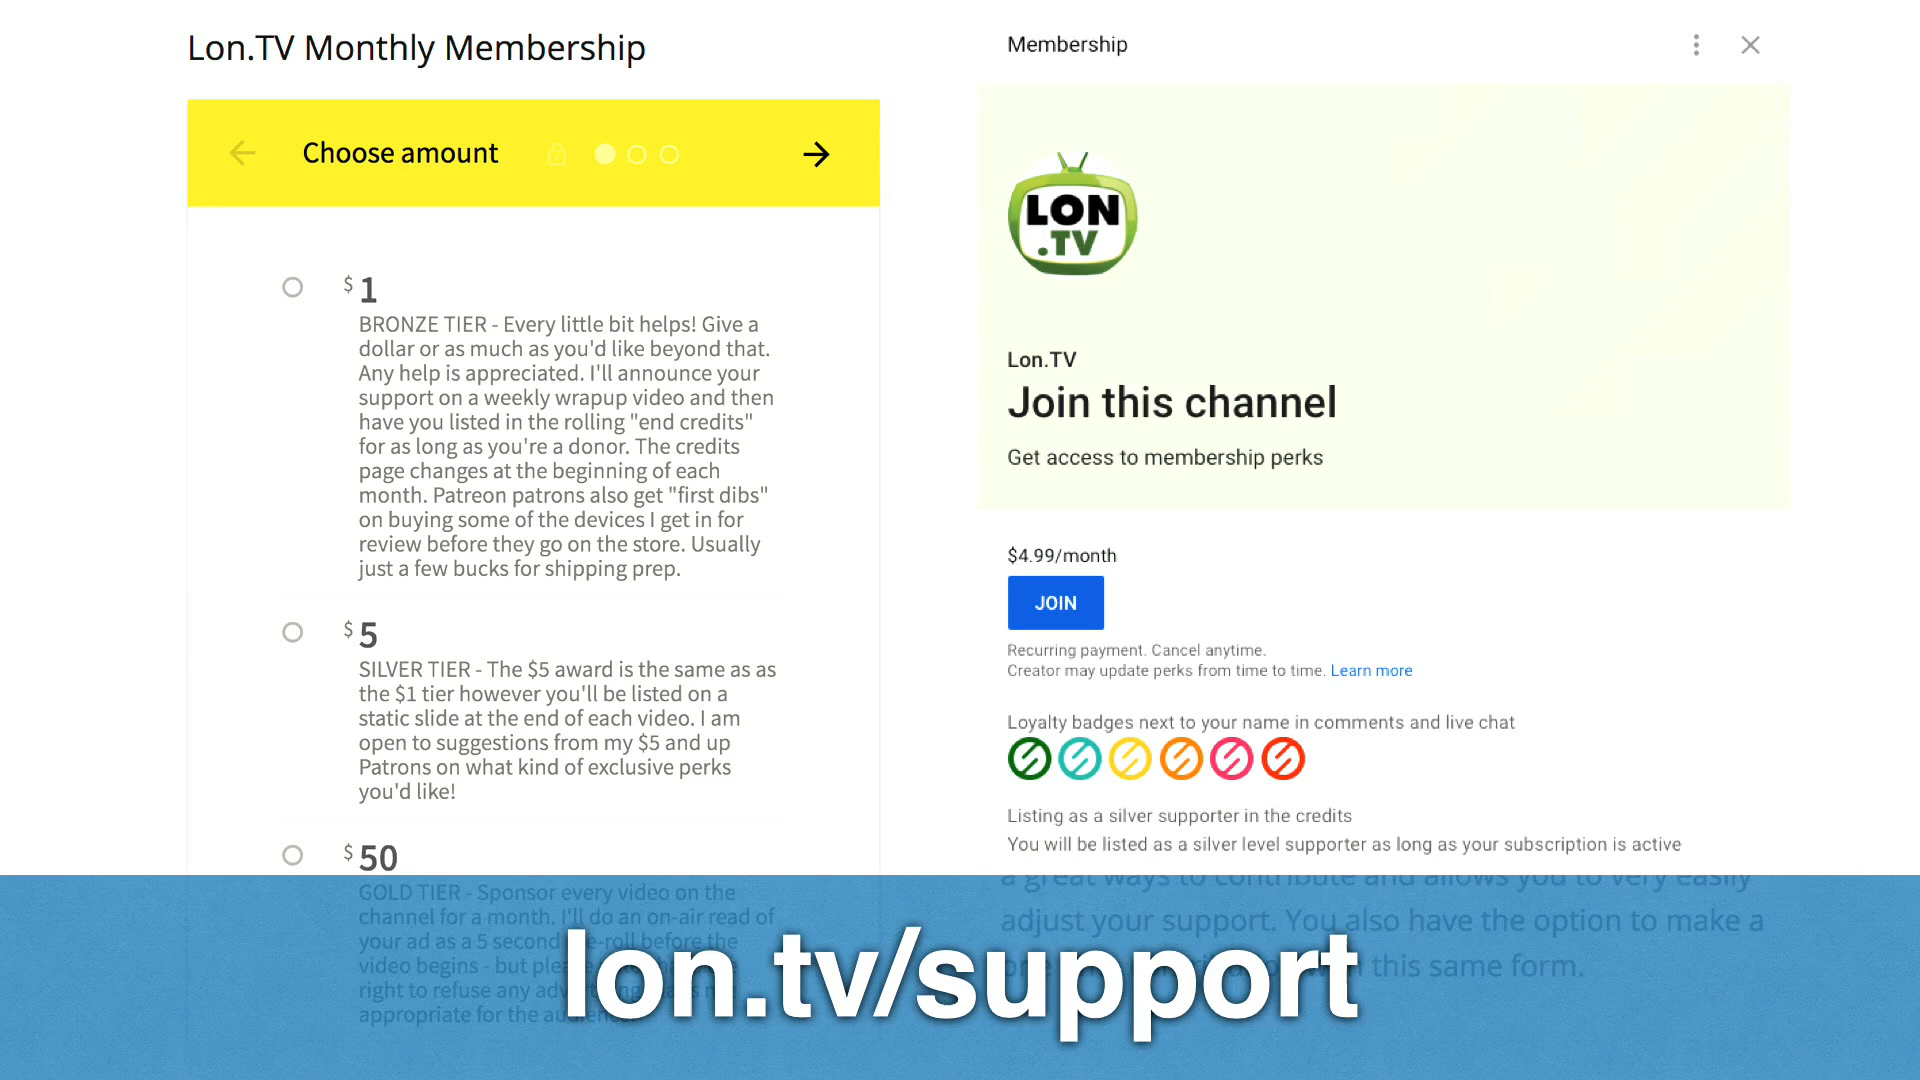 Lon.TV Monthly Membership
Choose amount
$ 1
BRONZE TIER - Every little bit helps! Give a
dollar or as much as you'd like beyond that.
Any help is appreciated. I'll announce your
support on a weekly wrapup video and then
have you listed in the rolling "end credits"
for as long as you're a donor. The credits
page changes at the beginning of each
month. Patreon patrons also get "first dibs"
on buying some of the devices I get in for
review before they go on the store. Usually
just a few bucks for shipping prep.
$ 5
SILVER TIER - The $5 award is the same as as
the $1 tier however you'll be listed on a
static slide at the end of each video. I am
open to suggestions from my $5 and up
Patrons on what kind of exclusive perks
you'd like!
$ 50
GOLD TIER - Sponsor every video on the
channel for a month. I'll do an on-air read of
your ad as a 5 second before the
video begins - but
right to refuse any
appropriate for the
Membership
LON
.TV
Lon.TV
Join this channel
Get access to membership perks
$4.99/month
JOIN
Recurring payment. Cancel anytime.
Creator may update perks from time to time. Learn more
Loyalty badges next to your name in comments and live chat
Listing as a silver supporter in the credits
You will be listed as a silver level supporter as long as your subscription is active
a great ways to contribute and allows you to very easily
adjust your support. You also have the option to make a
this same form.
lon.tv/support